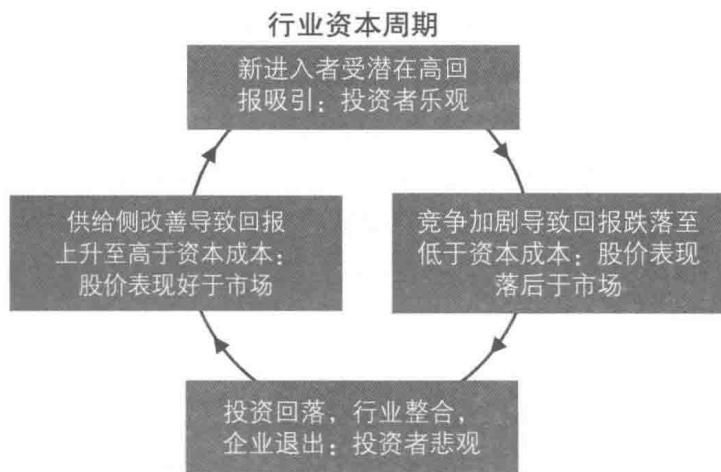 行业资本周期
新进入者受潜在高回
报吸引：投资者乐观
竞争加剧导致回报跌落至
低于资本成本：股价表现
落后于市场
投资回落，行业整合，
企业退出：投资者悲观
供给侧改善导致回报
上升至高于资本成本：
股价表现好于市场